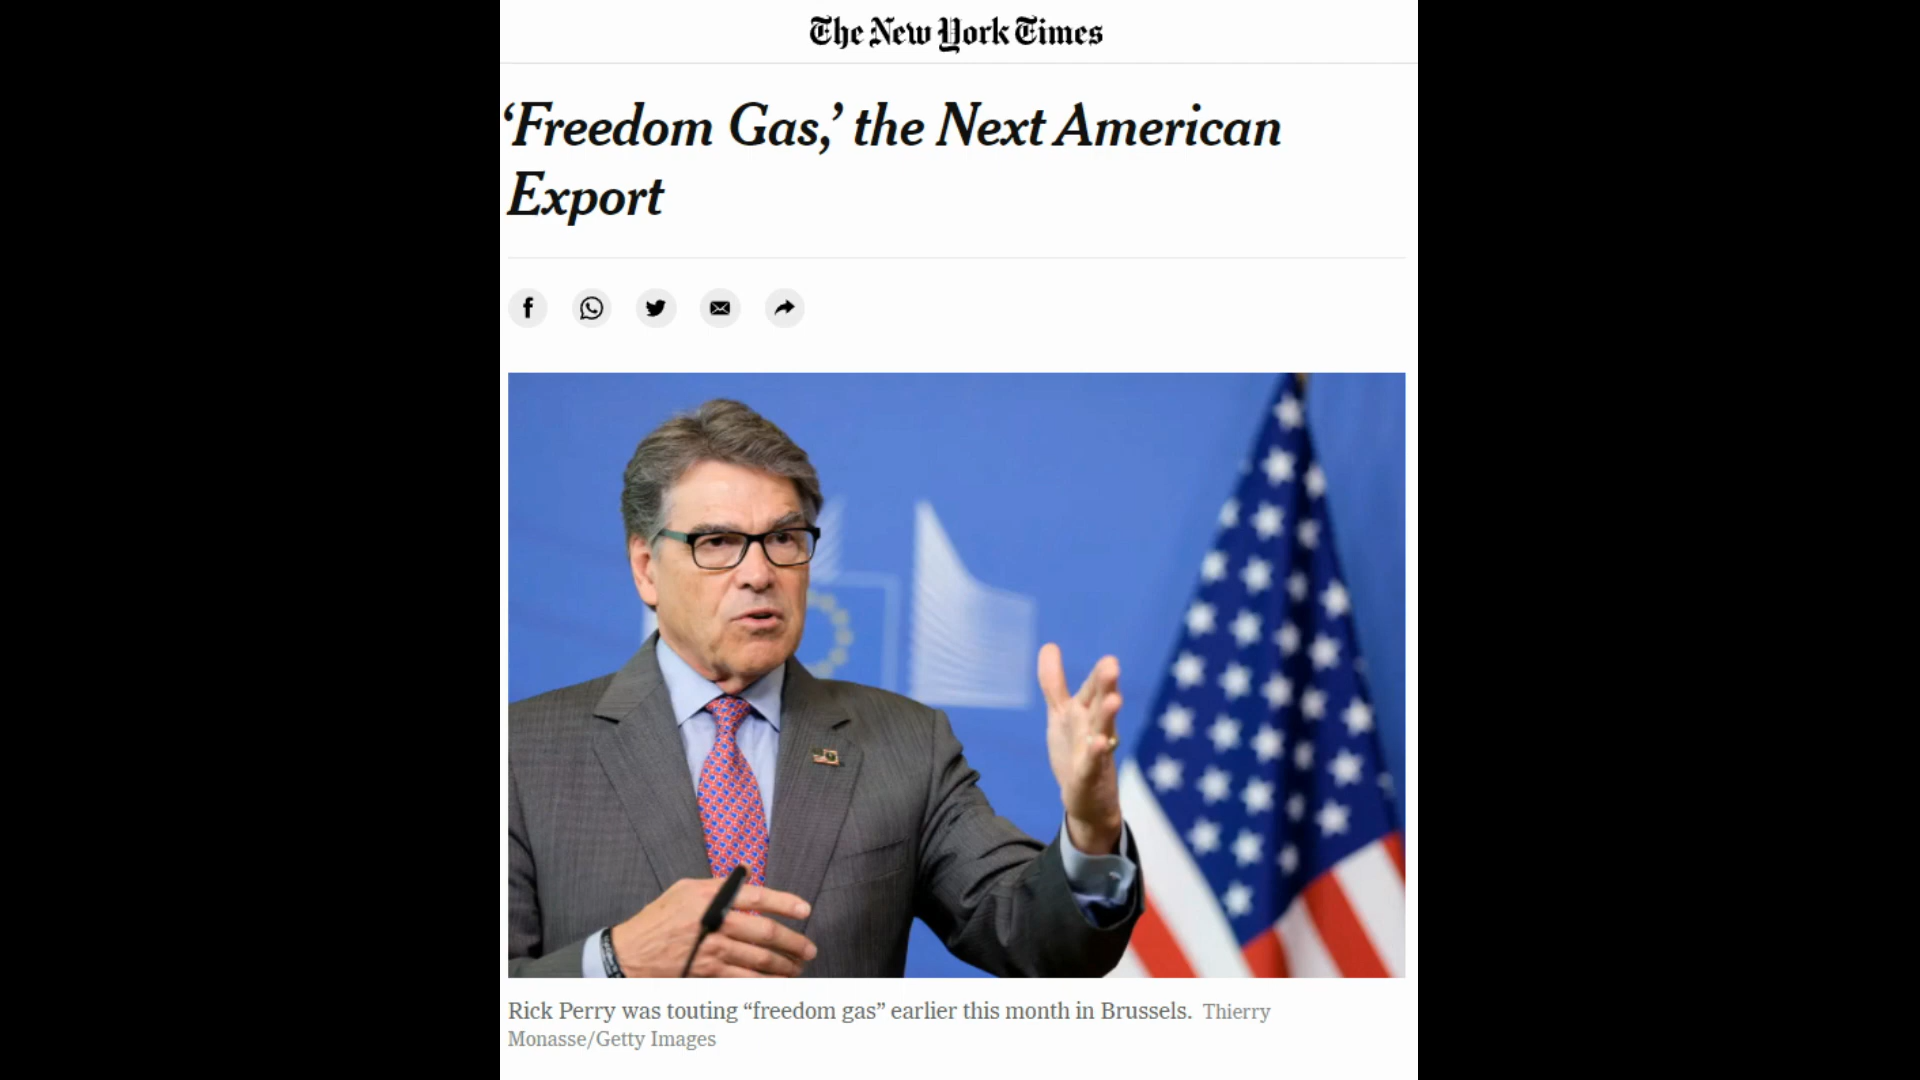 The New York Times
‘Freedom Gas,’ the Next American
Export
Rick Perry was touting “freedom gas” earlier this month in Brussels. Thierry
Monasse/Getty Images